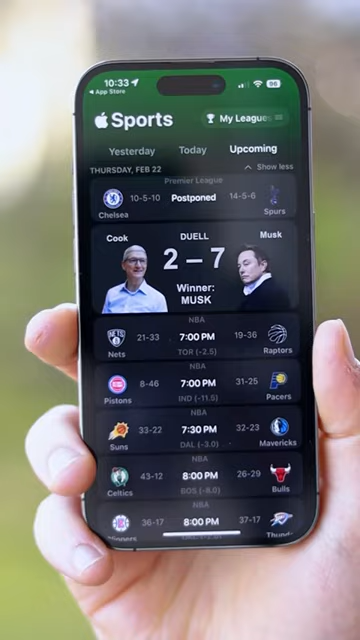 10:33
96
App Store
Sports
My Leagues
Yesterday Today Upcoming
THURSDAY, FEB 22 Show less
Premier League
10-5-10 Postponed 14-5-6
Chelsea Spurs
Cook DUELL Musk
2 – 7
Winner:
MUSK
NBA
NETS
21-33 7:00 PM 19-36
Nets TOR (-2.5) Raptors
NBA
8-46 7:00 PM 31-25
Pistons IND (-11.5) Pacers
NBA
33-22 7:30 PM 32-23
Suns DAL (-3.0) Mavericks
NBA
43-12 8:00 PM 26-29
Celtics BOS (-8.0) Bulls
NBA
36-17 8:00 PM 37-17